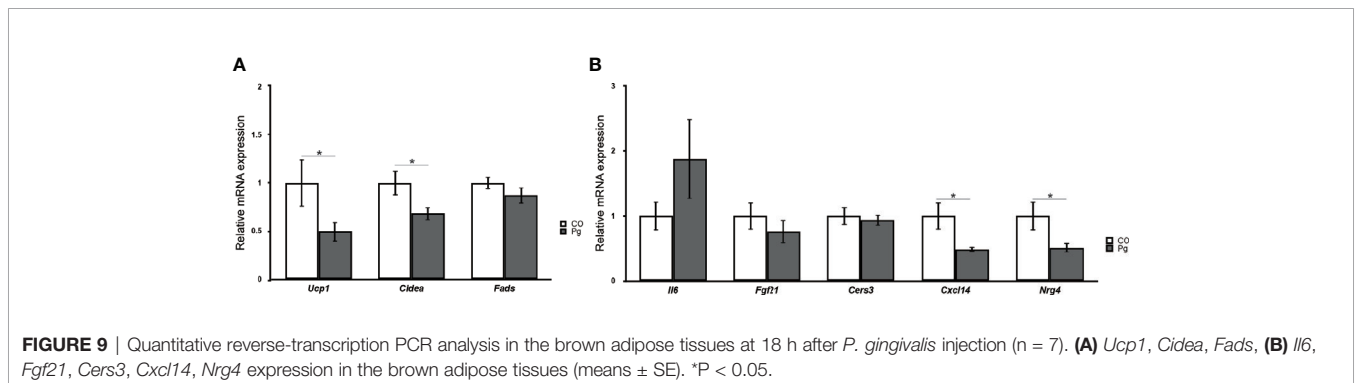 A
B
2
1.5
1
0.5
0
Relative mRNA expression
*
*
Ucp1
Cidea
Fads
CO
Pg
3
2
1
0
Relative mRNA expression
*
*
Il6
Fgf21
Cers3
Cxcl14
Nrg4
CO
Pg
FIGURE 9 | Quantitative reverse-transcription PCR analysis in the brown adipose tissues at 18 h after P. gingivalis injection (n = 7). (A) Ucp1, Cidea, Fads, (B) Il6,
Fgf21, Cers3, Cxcl14, Nrg4 expression in the brown adipose tissues (means ± SE). *P < 0.05.